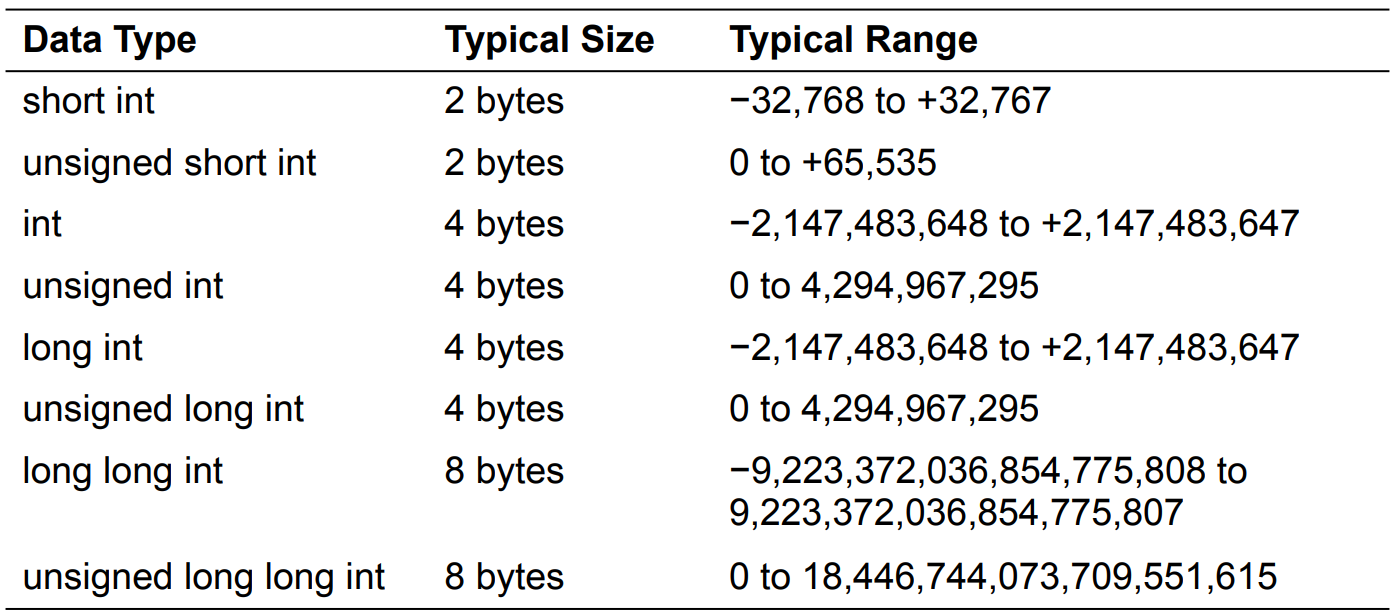 Data Type Typical Size Typical Range
short int 2 bytes −32,768 to +32,767
unsigned short int 2 bytes 0 to +65,535
int 4 bytes −2,147,483,648 to +2,147,483,647
unsigned int 4 bytes 0 to 4,294,967,295
long int 4 bytes −2,147,483,648 to +2,147,483,647
unsigned long int 4 bytes 0 to 4,294,967,295
long long int 8 bytes −9,223,372,036,854,775,808 to
9,223,372,036,854,775,807
unsigned long long int 8 bytes 0 to 18,446,744,073,709,551,615